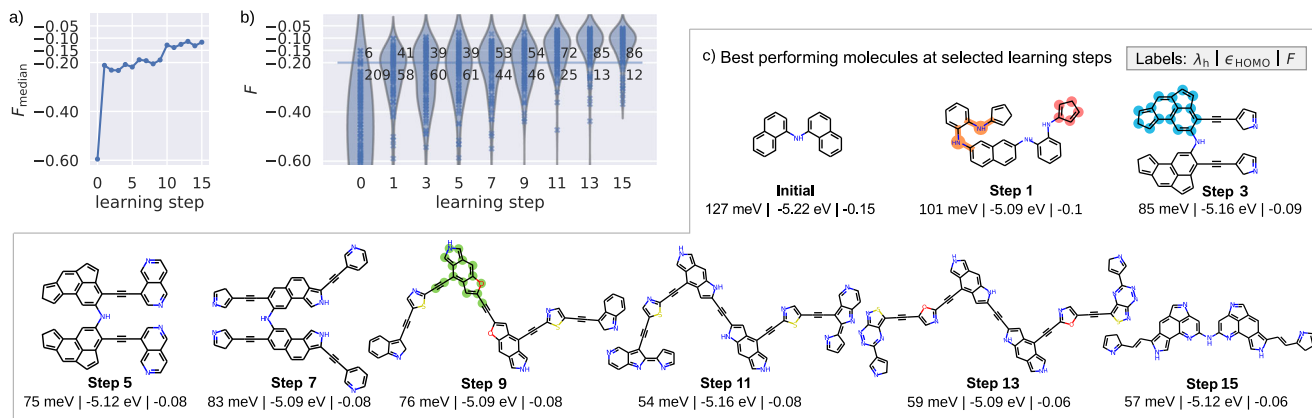 a)
−0.05
−0.10
−0.15
−0.20
−0.40
−0.60
F median
0 5 10 15
learning step
b)
−0.05
−0.10
−0.15
−0.20
−0.40
−0.60
F
6 41 39 39 53 54 72 85 86
209 58 60 61 44 46 25 13 12
0 1 3 5 7 9 11 13 15
learning step
c) Best performing molecules at selected learning steps
Labels: λh | ϵHOMO | F
Initial
127 meV | -5.22 eV | -0.15
Step 1
101 meV | -5.09 eV | -0.1
Step 3
85 meV | -5.16 eV | -0.09
Step 5
75 meV | -5.12 eV | -0.08
Step 7
83 meV | -5.09 eV | -0.08
Step 9
76 meV | -5.09 eV | -0.08
Step 11
54 meV | -5.16 eV | -0.08
Step 13
59 meV | -5.09 eV | -0.06
Step 15
57 meV | -5.12 eV | -0.06